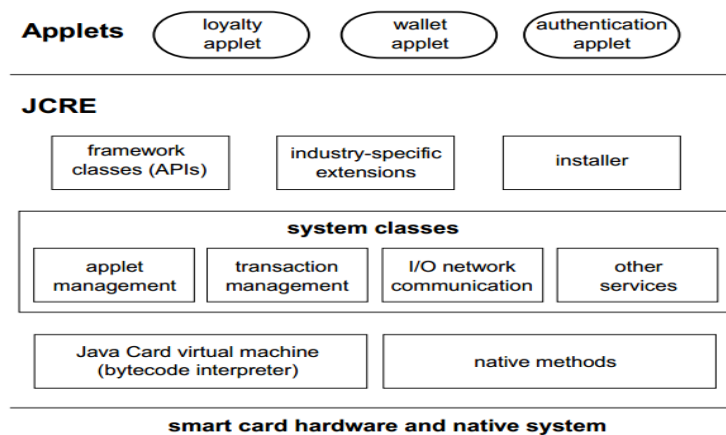 Applets
loyalty
applet
wallet
applet
authentication
applet
JCRE
framework
classes (APIs)
industry-specific
extensions
installer
system classes
applet
management
transaction
management
I/O network
communication
other
services
Java Card virtual machine
(bytecode interpreter)
native methods
smart card hardware and native system